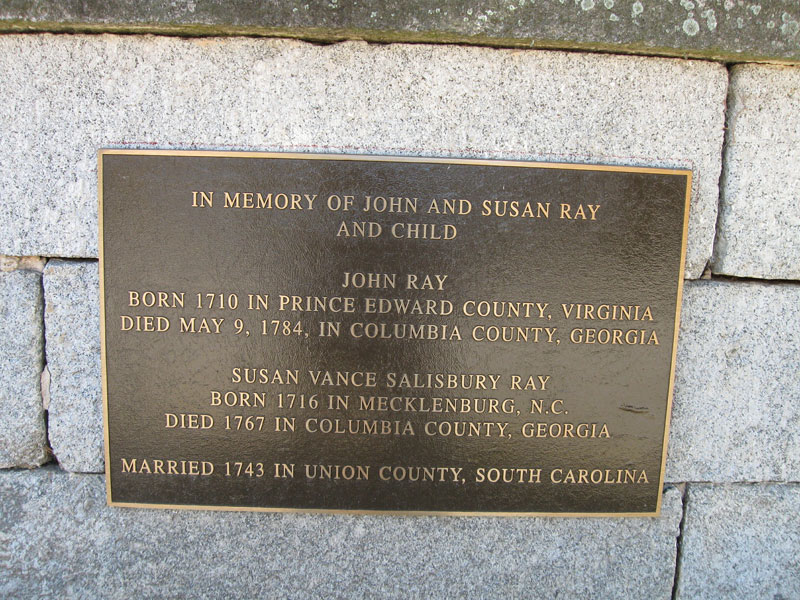 IN MEMORY OF JOHN AND SUSAN RAY
AND CHILD
JOHN RAY
BORN 1710 IN PRINCE EDWARD COUNTY, VIRGINIA
DIED MAY 9, 1784, IN COLUMBIA COUNTY, GEORGIA
SUSAN VANCE SALISBURY RAY
BORN 1716 IN MECKLENBURG, N.C.
DIED 1767 IN COLUMBIA COUNTY, GEORGIA
MARRIED 1743 IN UNION COUNTY, SOUTH CAROLINA